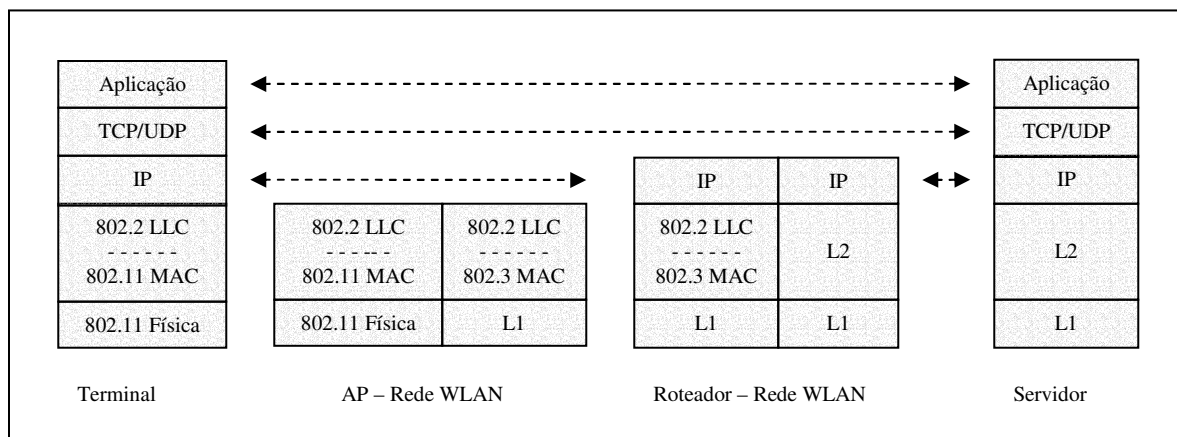 Aplicação
TCP/UDP
IP
802.2 LLC
- - - - - -
802.11 MAC
802.11 Física
Terminal
802.2 LLC
- - - -- -
802.11 MAC
802.11 Física
802.2 LLC
- - - - - -
802.3 MAC
L1
AP – Rede WLAN
IP
802.2 LLC
- - - - - -
802.3 MAC
L1
IP
L2
L1
Roteador – Rede WLAN
Aplicação
TCP/UDP
IP
L2
L1
Servidor